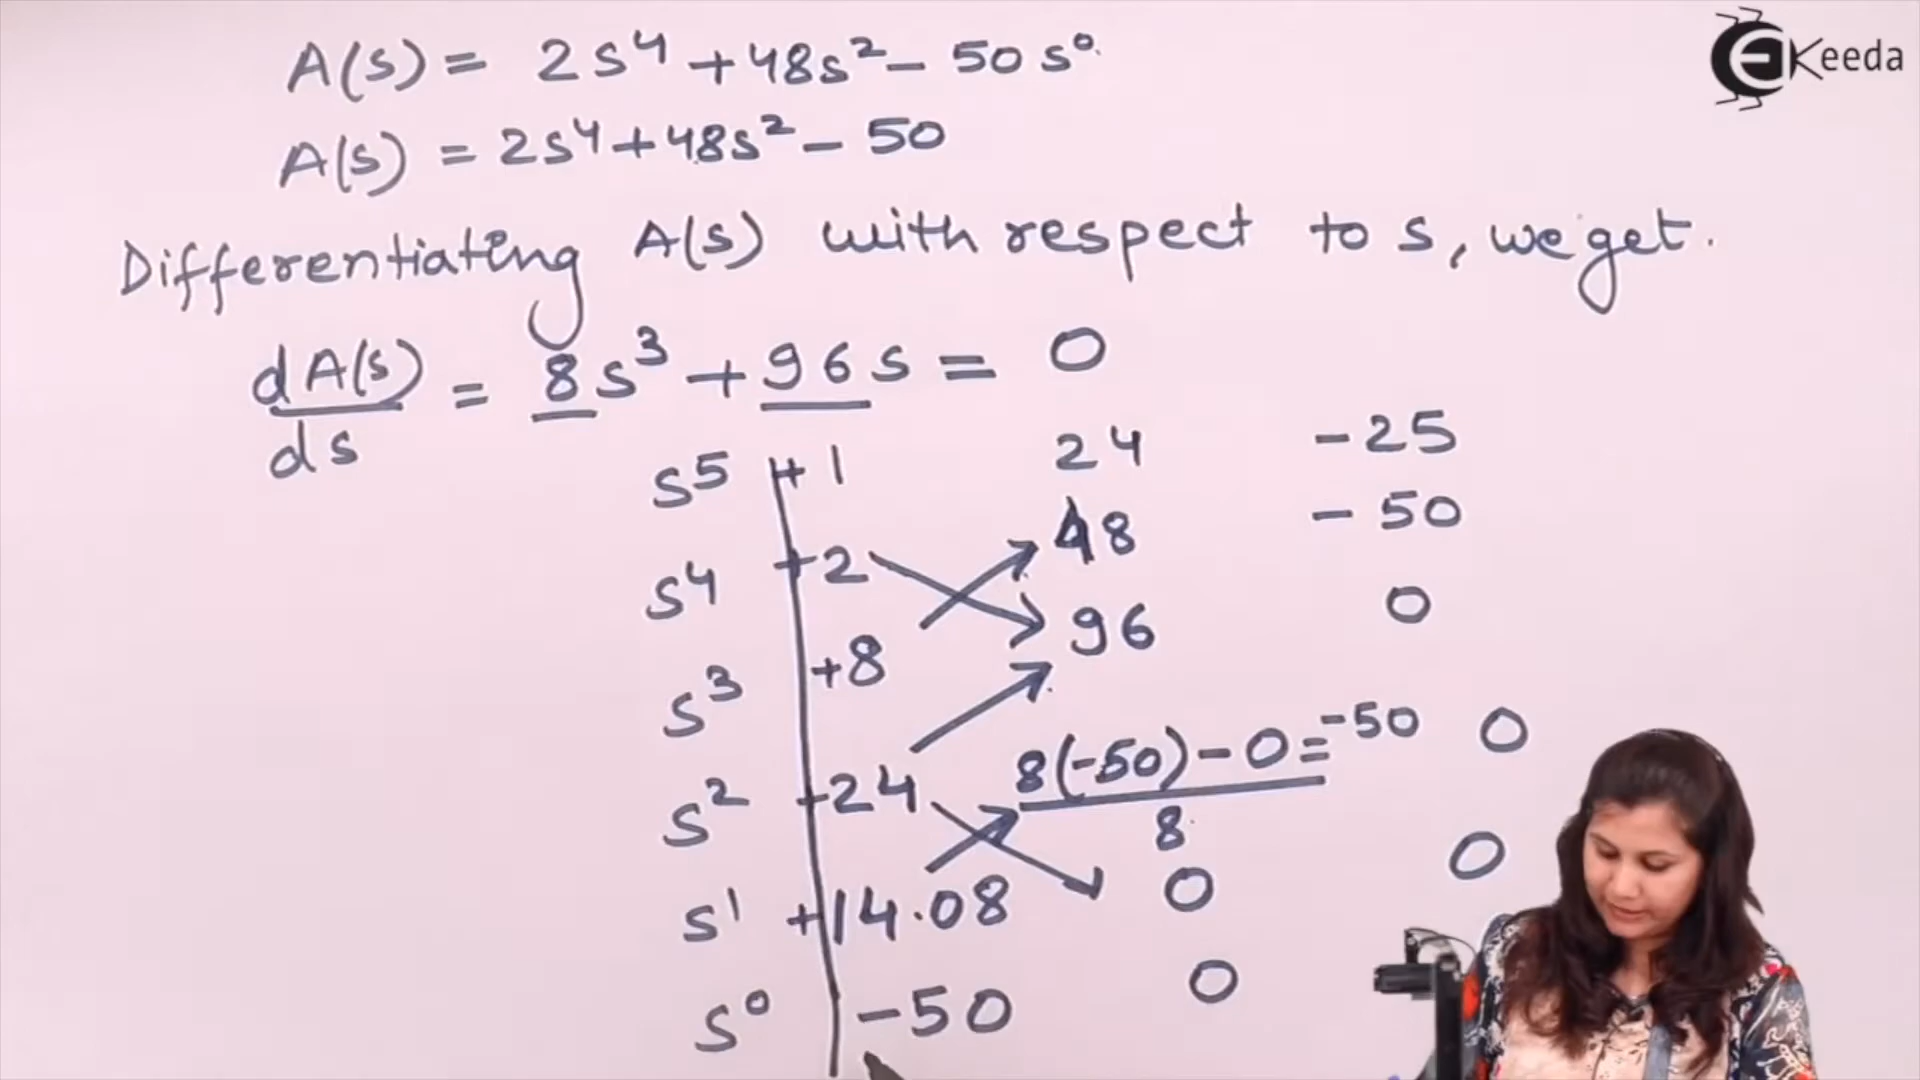 A(s) = 2s⁴ + 48s² - 50 s⁰.
EKeeda
A(s) = 2s⁴ + 48s² - 50
Differentiating A(s) with respect to s, we get.
dA(s)/ds = 8s³ + 96s = 0
s⁵ +1 24 -25
s⁴ +2 48 -50
s³ +8 96 0
s² +24 8(-50)-0/8 = -50 0
s¹ +14.08 0 0
s⁰ -50 0